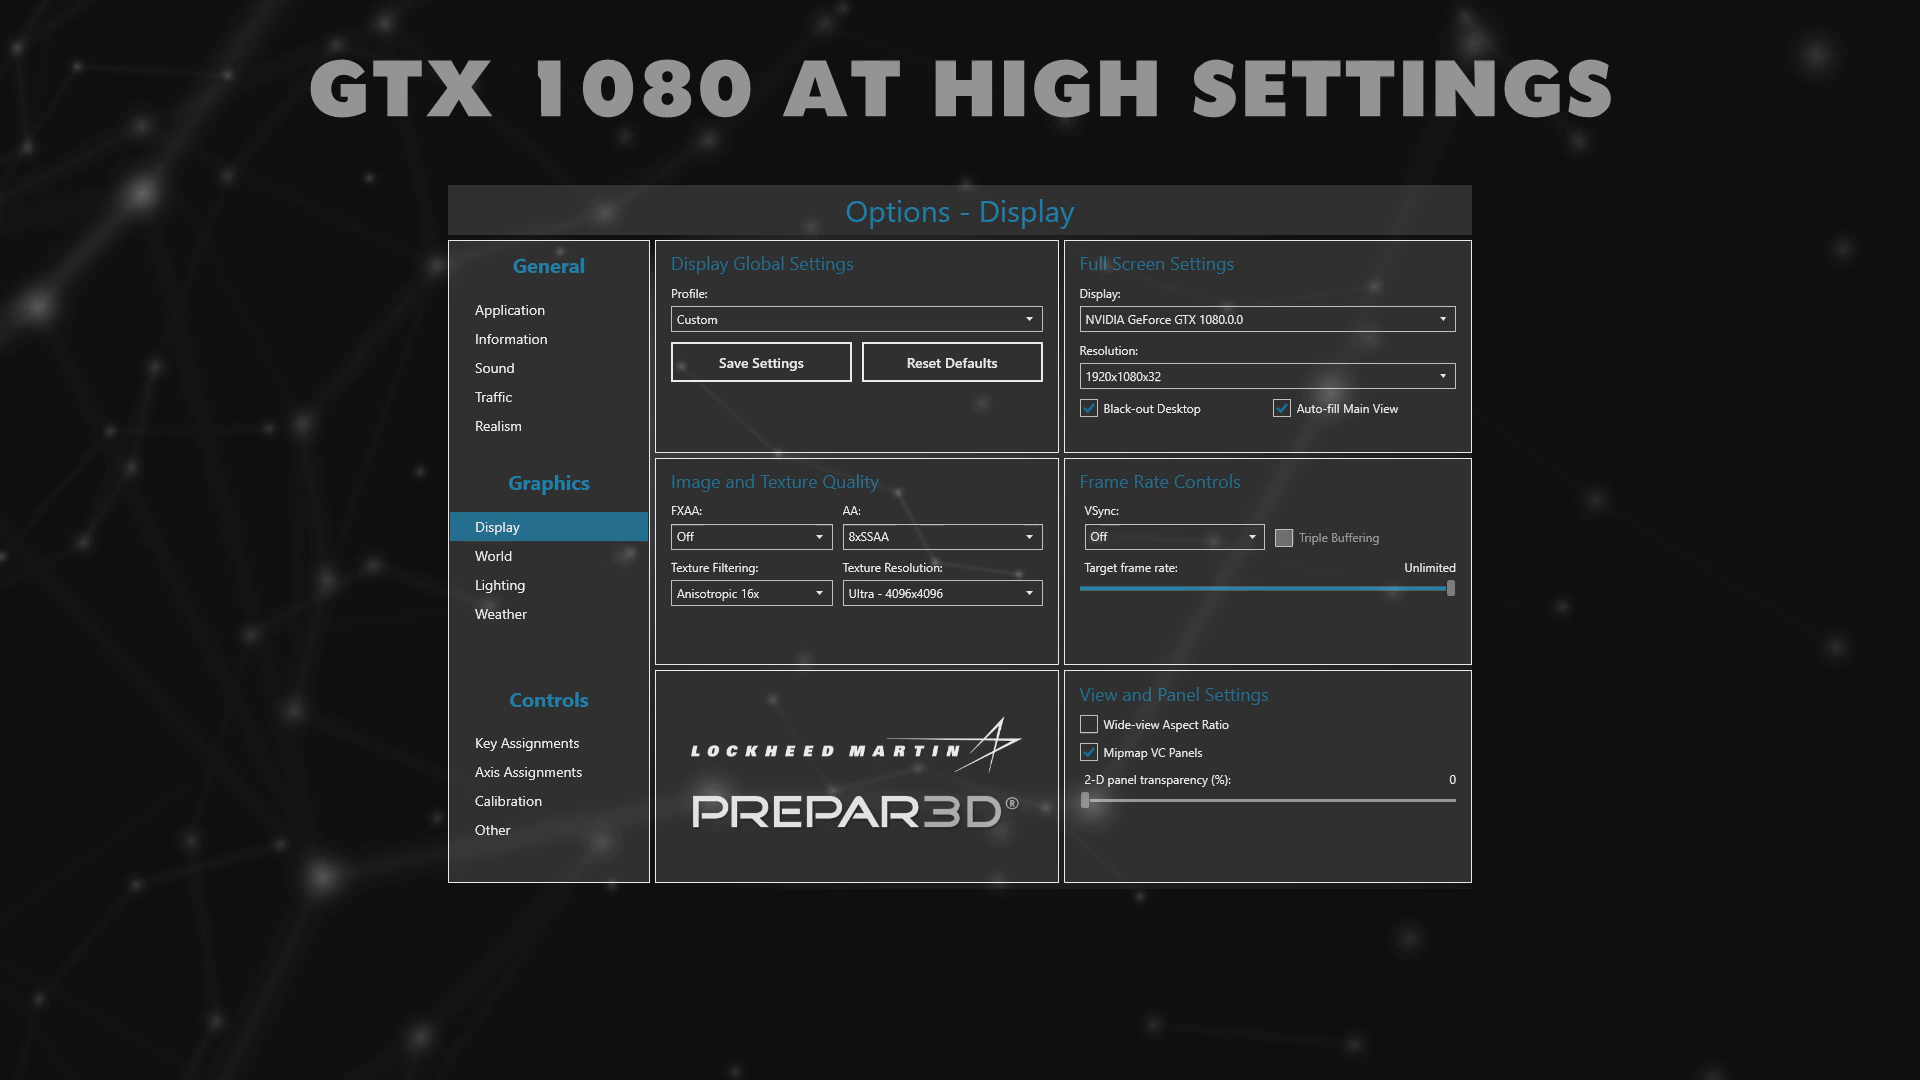 GTX 1080 AT HIGH SETTINGS
Options - Display
General
Application
Information
Sound
Traffic
Realism
Graphics
Display
World
Lighting
Weather
Controls
Key Assignments
Axis Assignments
Calibration
Other
Display Global Settings
Profile:
Custom
Save Settings Reset Defaults
Full Screen Settings
Display:
NVIDIA GeForce GTX 1080.0.0
Resolution:
1920x1080x32
Black-out Desktop Auto-fill Main View
Image and Texture Quality
FXAA: AA:
Off 8xSSAA
Texture Filtering: Texture Resolution:
Anisotropic 16x Ultra - 4096x4096
Frame Rate Controls
VSync:
Off Triple Buffering
Target frame rate: Unlimited
LOCKHEED MARTIN
PREPAR3D®
View and Panel Settings
Wide-view Aspect Ratio
Mipmap VC Panels
2-D panel transparency (%): 0